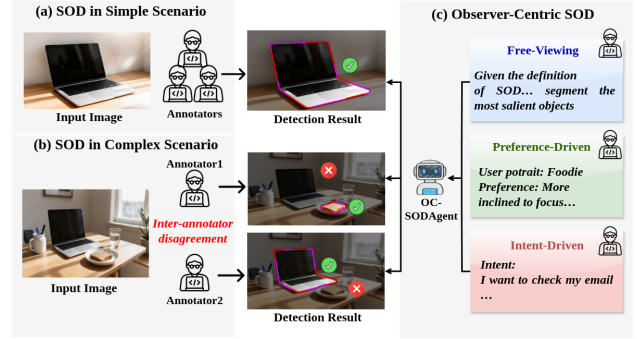 (a) SOD in Simple Scenario
Input Image
Annotators
Detection Result
(b) SOD in Complex Scenario
Annotator1
Inter-annotator
disagreement
Input Image
Annotator2
Detection Result
(c) Observer-Centric SOD
OC-
SODAgent
Free-Viewing
Given the definition
of SOD... segment the
most salient objects
Preference-Driven
User potrait: Foodie
Preference: More
inclined to focus...
Intent-Driven
Intent:
I want to check my email
...